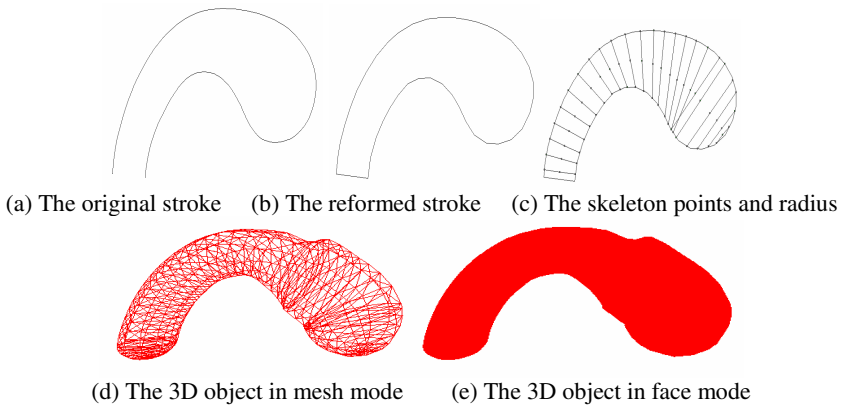 (a) The original stroke (b) The reformed stroke (c) The skeleton points and radius
(d) The 3D object in mesh mode (e) The 3D object in face mode